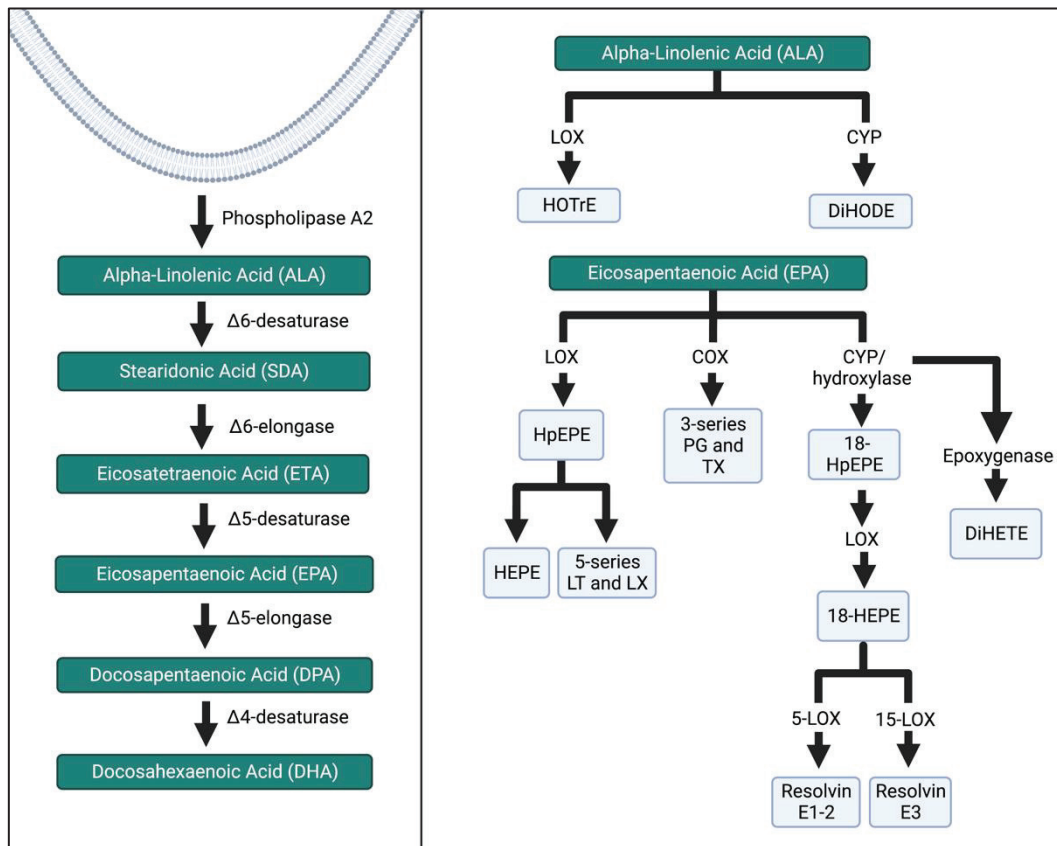 Phospholipase A2
Alpha-Linolenic Acid (ALA)
Δ6-desaturase
Stearidonic Acid (SDA)
Δ6-elongase
Eicosatetraenoic Acid (ETA)
Δ5-desaturase
Eicosapentaenoic Acid (EPA)
Δ5-elongase
Docosapentaenoic Acid (DPA)
Δ4-desaturase
Docosahexaenoic Acid (DHA)
Alpha-Linolenic Acid (ALA)
LOX
CYP
HOTrE
DiHODE
Eicosapentaenoic Acid (EPA)
LOX
COX
CYP/
hydroxylase
HpEPE
3-series
PG and
TX
18-
HpEPE
Epoxygenase
HEPE
5-series
LT and LX
LOX
DiHETE
18-HEPE
5-LOX
15-LOX
Resolvin
E1-2
Resolvin
E3